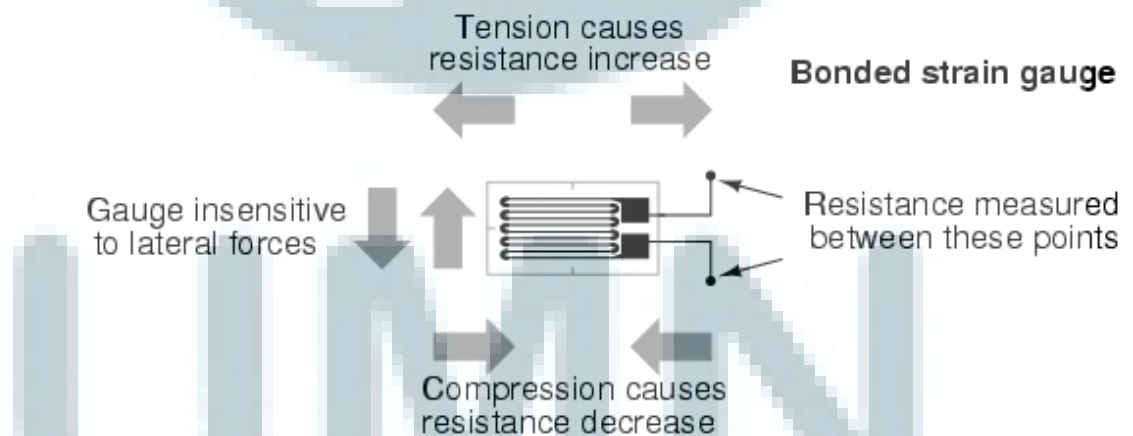 Tension causes
resistance increase
Bonded strain gauge
Gauge insensitive
to lateral forces
Resistance measured
between these points
Compression causes
resistance decrease
UMN